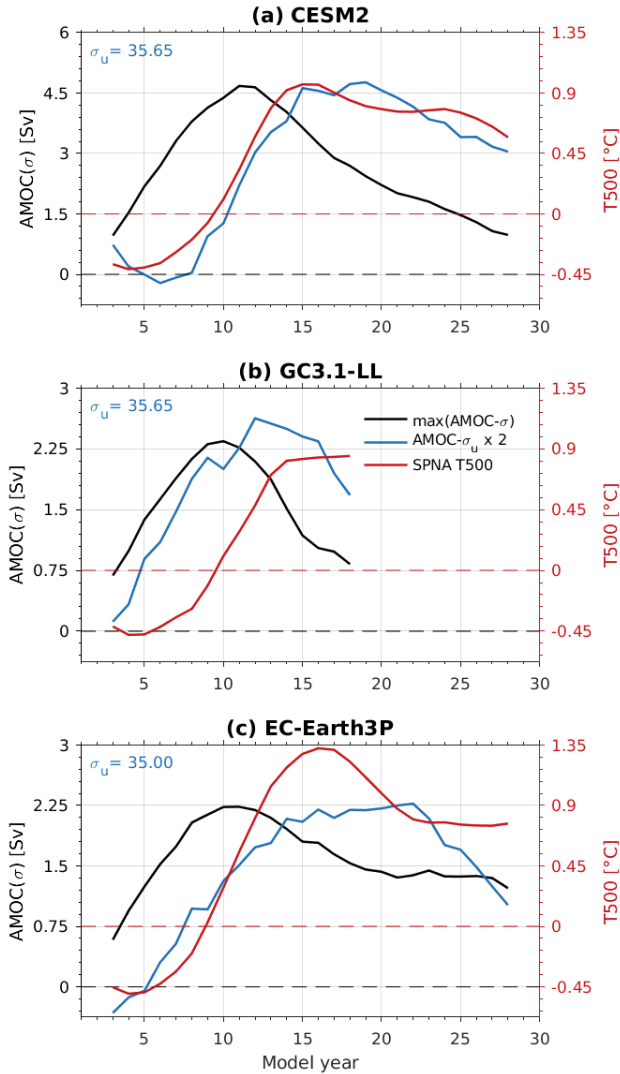 (a) CESM2
σu= 35.65
AMOC(σ) [Sv]
6
4.5
3
1.5
0
1.35
0.9
0.45
0
-0.45
T500 [°C]
5 10 15 20 25 30
(b) GC3.1-LL
σu= 35.65
AMOC(σ) [Sv]
3
2.25
1.5
0.75
0
max(AMOC-σ)
AMOC-σu x 2
SPNA T500
1.35
0.9
0.45
0
-0.45
T500 [°C]
5 10 15 20 25 30
(c) EC-Earth3P
σu= 35.00
AMOC(σ) [Sv]
3
2.25
1.5
0.75
0
1.35
0.9
0.45
0
-0.45
T500 [°C]
5 10 15 20 25 30
Model year